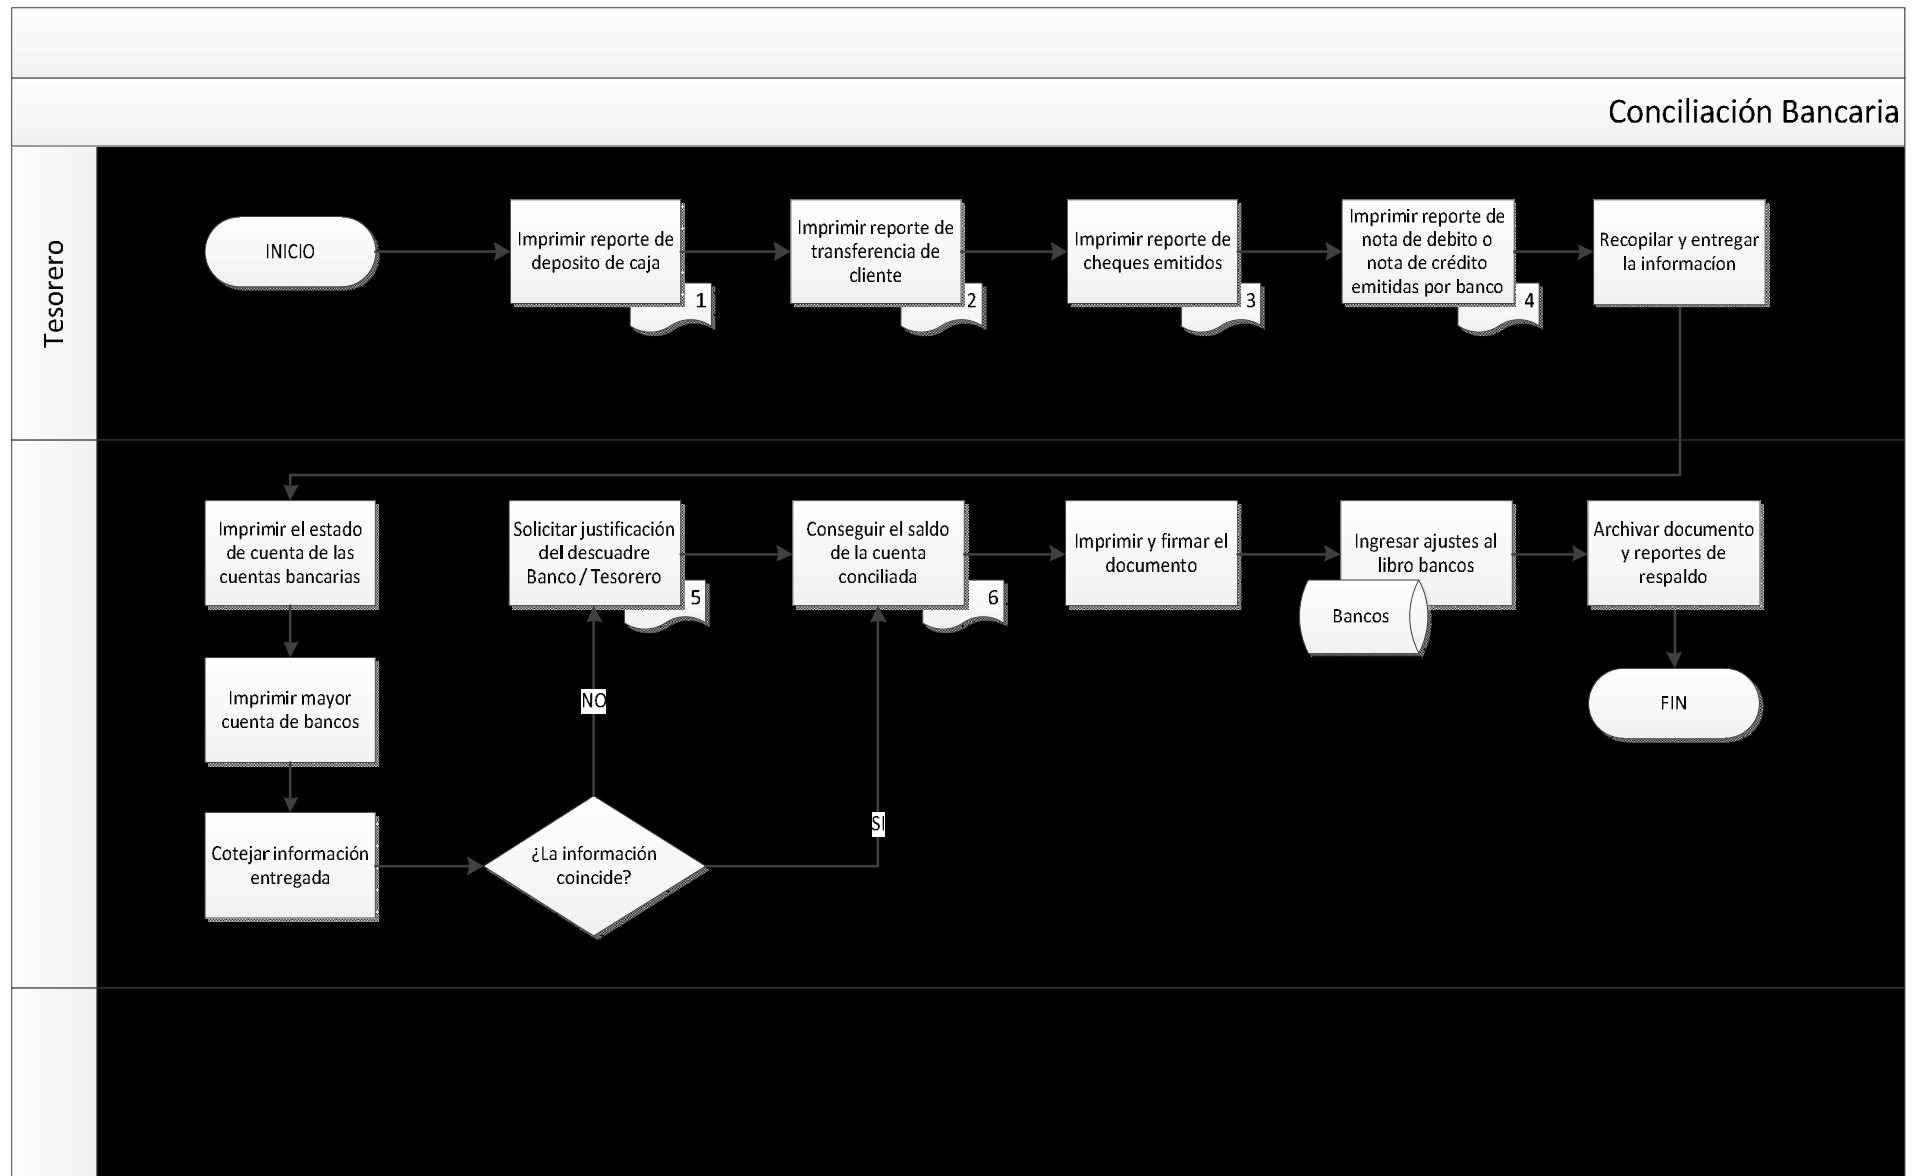 Conciliación Bancaria
Tesorero
INICIO
Imprimir reporte de
deposito de caja
1
Imprimir reporte de
transferencia de
cliente
2
Imprimir reporte de
cheques emitidos
3
Imprimir reporte de
nota de debito o
nota de crédito
emitidas por banco
4
Recopilar y entregar
la informacíon
Imprimir el estado
de cuenta de las
cuentas bancarias
Imprimir mayor
cuenta de bancos
Cotejar información
entregada
¿La información
coincide?
NO
SI
Solicitar justificación
del descuadre
Banco / Tesorero
5
Conseguir el saldo
de la cuenta
conciliada
6
Imprimir y firmar el
documento
Ingresar ajustes al
libro bancos
Bancos
Archivar documento
y reportes de
respaldo
FIN